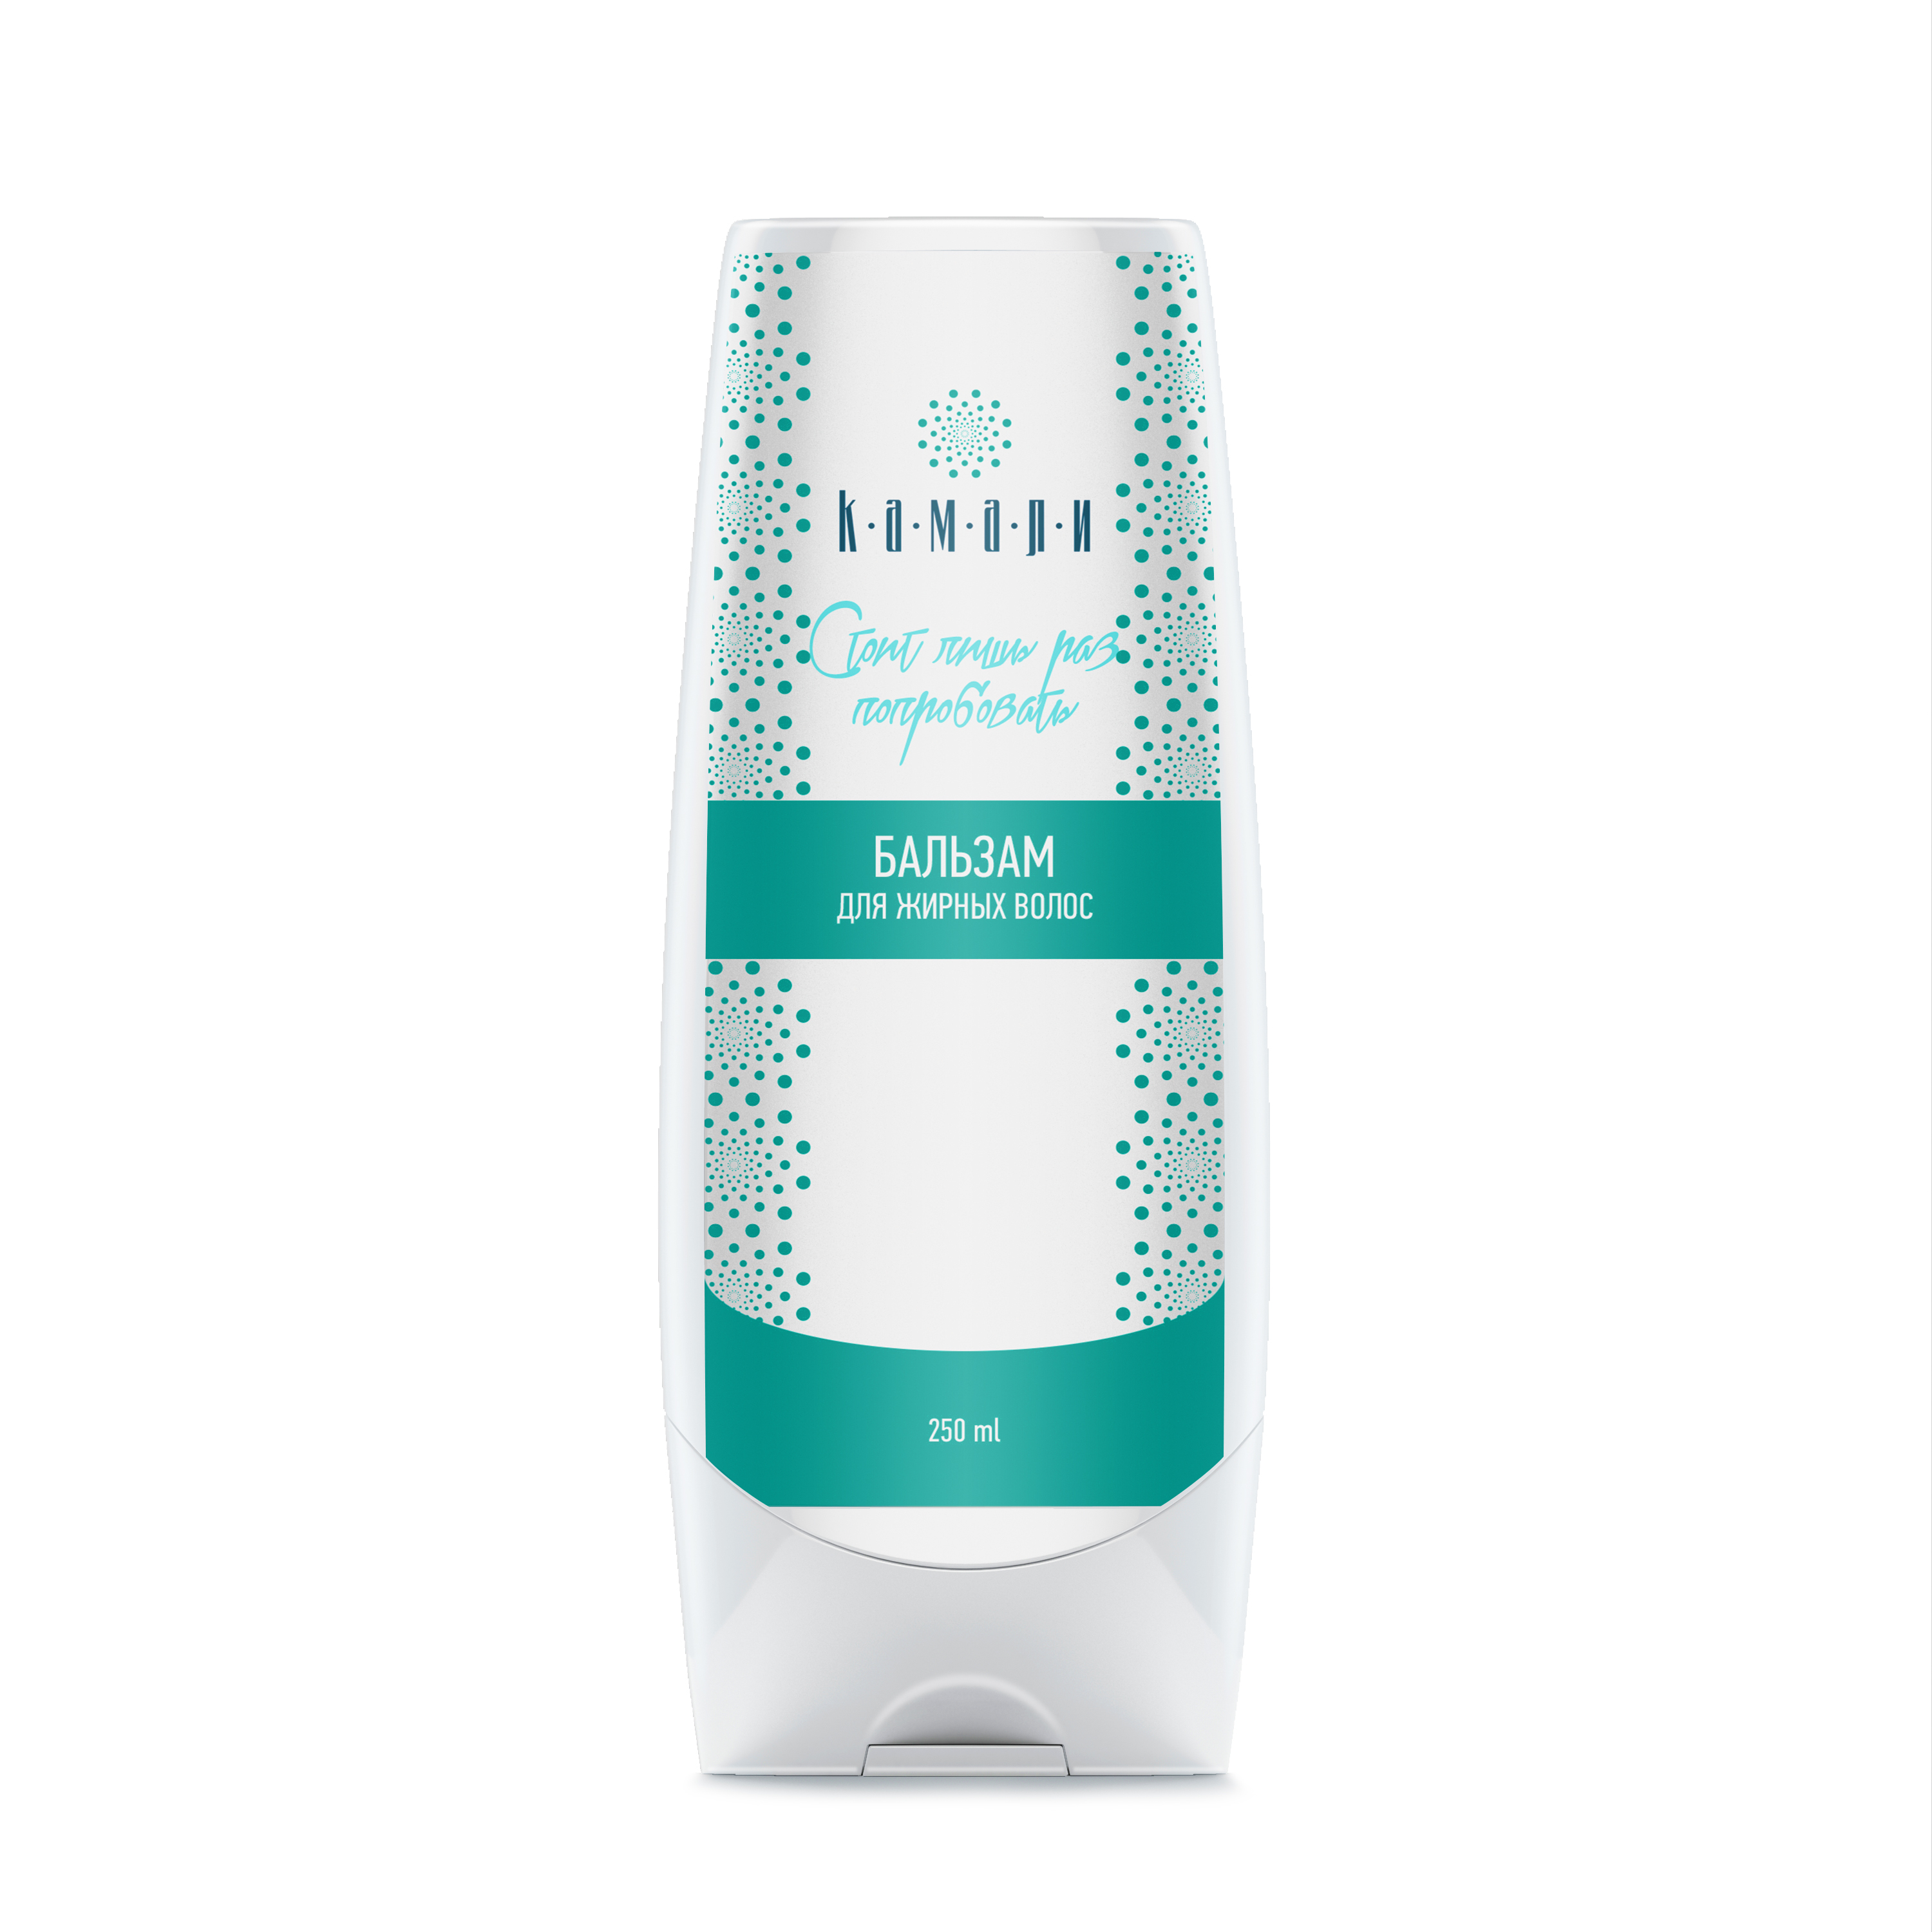 К·а·м·а·л·и
Стоит лишь раз
попробовать
БАЛЬЗАМ
ДЛЯ ЖИРНЫХ ВОЛОС
250 ml